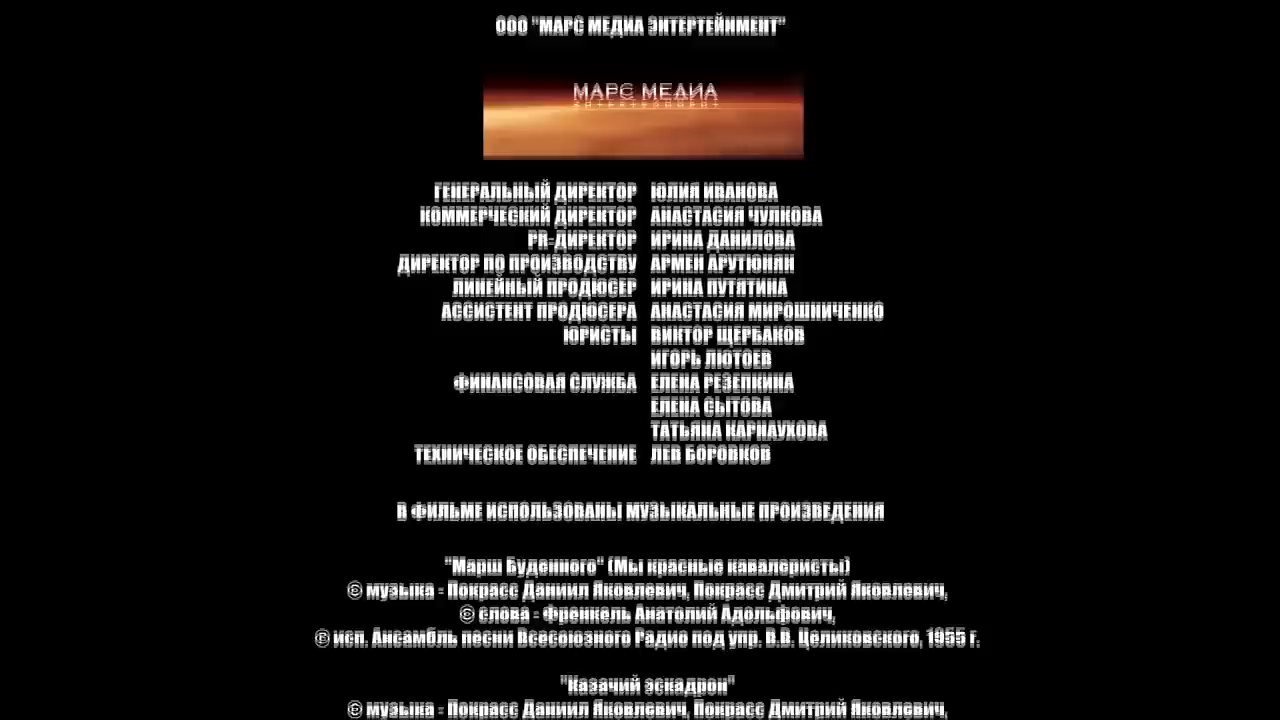 ООО "МАРС МЕДИА ЭНТЕРТЕЙНМЕНТ"
МАРС МЕДИА
ГЕНЕРАЛЬНЫЙ ДИРЕКТОР ЮЛИЯ ИВАНОВА
КОММЕРЧЕСКИЙ ДИРЕКТОР АНАСТАСИЯ ЧУЛКОВА
PR-ДИРЕКТОР ИРИНА ДАНИЛОВА
ДИРЕКТОР ПО ПРОИЗВОДСТВУ АРМЕН АРУТЮНЯН
ЛИНЕЙНЫЙ ПРОДЮСЕР ИРИНА ПУТЯТИНА
АССИСТЕНТ ПРОДЮСЕРА АНАСТАСИЯ МИРОШНИЧЕНКО
ЮРИСТЫ ВИКТОР ЩЕРБАКОВ
ИГОРЬ ЛЮТОЕВ
ФИНАНСОВАЯ СЛУЖБА ЕЛЕНА РЕЗЕПКИНА
ЕЛЕНА СЫТОВА
ТАТЬЯНА КАРНАУХОВА
ТЕХНИЧЕСКОЕ ОБЕСПЕЧЕНИЕ ЛЕВ БОРОВКОВ
В ФИЛЬМЕ ИСПОЛЬЗОВАНЫ МУЗЫКАЛЬНЫЕ ПРОИЗВЕДЕНИЯ
"Марш Буденного" (Мы красные кавалеристы)
© музыка - Покрасс Даниил Яковлевич, Покрасс Дмитрий Яковлевич,
© слова - Френкель Анатолий Адольфович,
℗ исп. Ансамбль песни Всесоюзного Радио под упр. В.В. Целиковского, 1955 г.
"Казачий эскадрон"
© музыка - Покрасс Даниил Яковлевич, Покрасс Дмитрий Яковлевич,